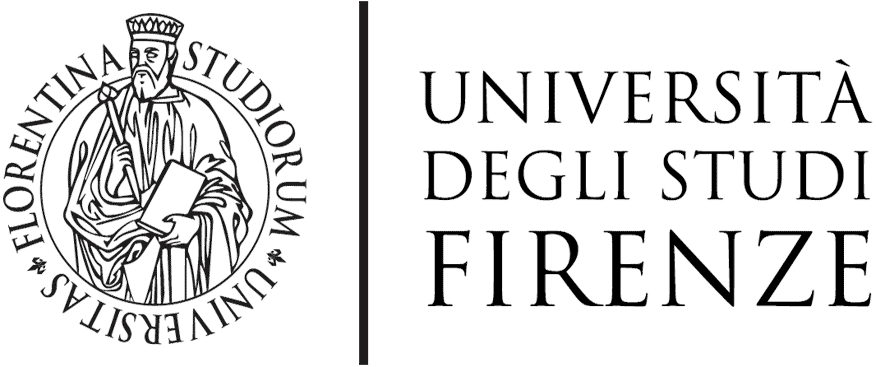 FLORENTINA STUDIORUM UNIVERSITAS
UNIVERSITÀ
DEGLI STUDI
FIRENZE